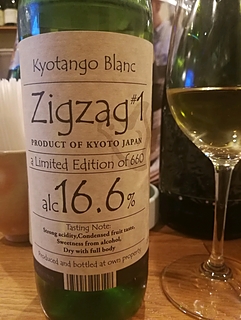 Kyotango Blanc
Zigzag#1
PRODUCT OF KYOTO JAPAN
a Limited Edition of 660
alc16.6%
Tasting Note
Strong acidity,Condensed fruit taste,
Sweetness from alcohol,
Dry with full body
Produced and bottled at own property